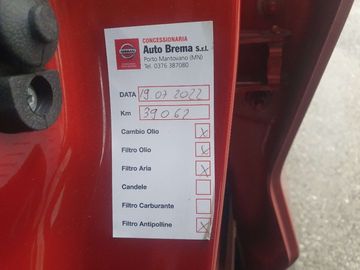 CONCESSIONARIA
NISSAN
Auto Brema S.r.l.
Porto Mantovano (MN)
Tel. 0376 387080
DATA 19 07 2022
Km 39062
Cambio Olio X
Filtro Olio X
Filtro Aria X
Candele
Filtro Carburante
Filtro Antipolline X